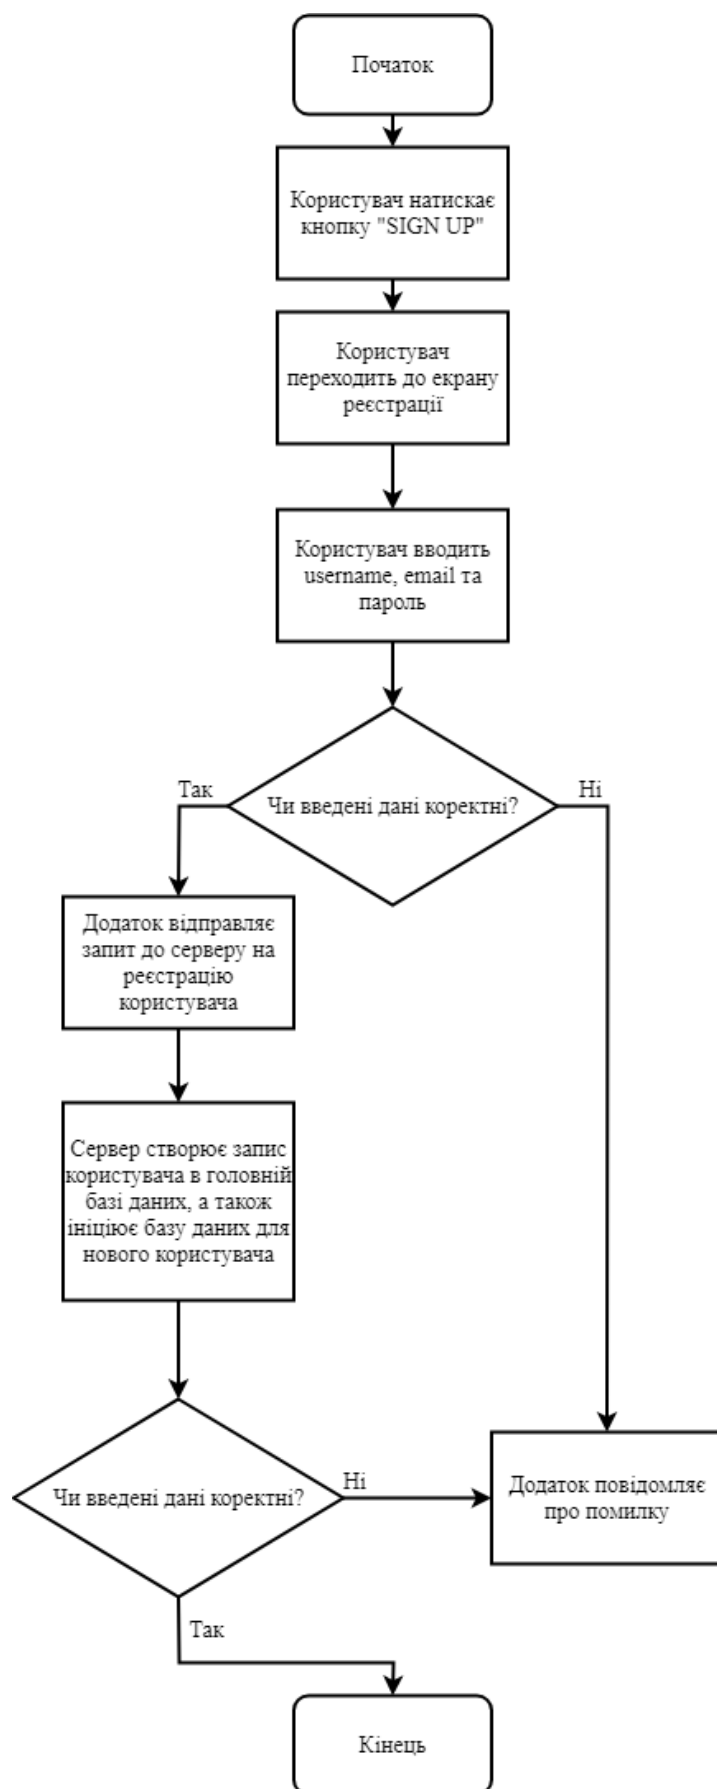 Початок
Користувач натискає
кнопку "SIGN UP"
Користувач
переходить до екрану
реєстрації
Користувач вводить
username, email та
пароль
Чи введені дані коректні?
Так
Ні
Додаток відправляє
запит до серверу на
реєстрацію
користувача
Сервер створює запис
користувача в головній
базі даних, а також
ініціює базу даних для
нового користувача
Чи введені дані коректні?
Ні
Додаток повідомляє
про помилку
Так
Кінець